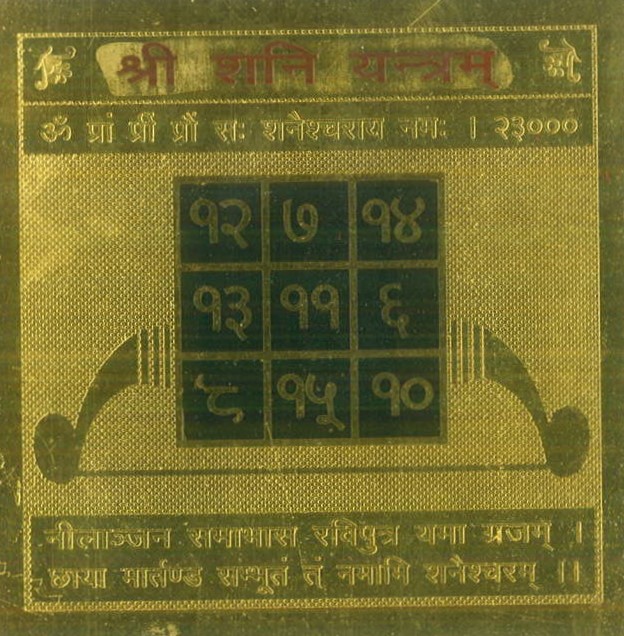 श्री शनि यन्त्रम्
ॐ प्रां प्रीं प्रौं सः शनैश्चराय नमः । २३०००
१२ ७ १४
१३ ११ ६
८ १५ १०
नीलाञ्जन समाभास रविपुत्र यमा ग्रजम् ।
छाया मार्तण्ड सम्भूतं तं नमामि शनैश्चरम् ।।